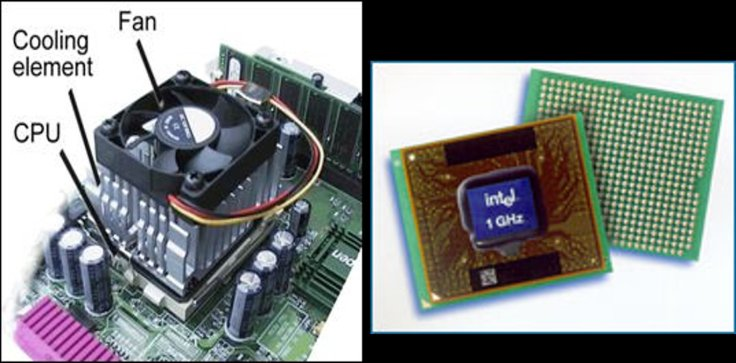 Fan
Cooling
element
CPU
intel
1 GHz